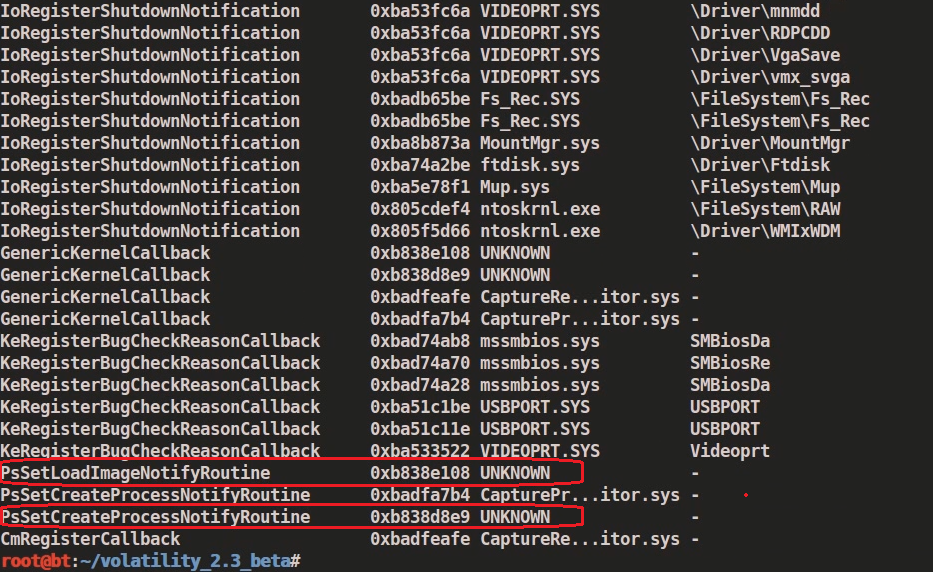 IoRegisterShutdownNotification 0xba53fc6a VIDEOPRT.SYS \Driver\mnmdd
IoRegisterShutdownNotification 0xba53fc6a VIDEOPRT.SYS \Driver\RDPCDD
IoRegisterShutdownNotification 0xba53fc6a VIDEOPRT.SYS \Driver\VgaSave
IoRegisterShutdownNotification 0xba53fc6a VIDEOPRT.SYS \Driver\vmx_svga
IoRegisterShutdownNotification 0xbadb65be Fs_Rec.SYS \FileSystem\Fs_Rec
IoRegisterShutdownNotification 0xbadb65be Fs_Rec.SYS \FileSystem\Fs_Rec
IoRegisterShutdownNotification 0xba8b873a MountMgr.sys \Driver\MountMgr
IoRegisterShutdownNotification 0xba74a2be ftdisk.sys \Driver\Ftdisk
IoRegisterShutdownNotification 0xba5e78f1 Mup.sys \FileSystem\Mup
IoRegisterShutdownNotification 0x805cdef4 ntoskrnl.exe \FileSystem\RAW
IoRegisterShutdownNotification 0x805f5d66 ntoskrnl.exe \Driver\WMIxWDM
GenericKernelCallback 0xb838e108 UNKNOWN -
GenericKernelCallback 0xb838d8e9 UNKNOWN -
GenericKernelCallback 0xbadfeafe CaptureRe...itor.sys -
GenericKernelCallback 0xbadfa7b4 CapturePr...itor.sys -
KeRegisterBugCheckReasonCallback 0xbad74ab8 mssmbios.sys SMBiosDa
KeRegisterBugCheckReasonCallback 0xbad74a70 mssmbios.sys SMBiosRe
KeRegisterBugCheckReasonCallback 0xbad74a28 mssmbios.sys SMBiosDa
KeRegisterBugCheckReasonCallback 0xba51c1be USBPORT.SYS USBPORT
KeRegisterBugCheckReasonCallback 0xba51c11e USBPORT.SYS USBPORT
KeRegisterBugCheckReasonCallback 0xba533522 VIDEOPRT.SYS Videoprt
PsSetLoadImageNotifyRoutine 0xb838e108 UNKNOWN -
PsSetCreateProcessNotifyRoutine 0xbadfa7b4 CapturePr...itor.sys -
PsSetCreateProcessNotifyRoutine 0xb838d8e9 UNKNOWN -
CmRegisterCallback 0xbadfeafe CaptureRe...itor.sys -
root@bt:~/volatility_2.3_beta#